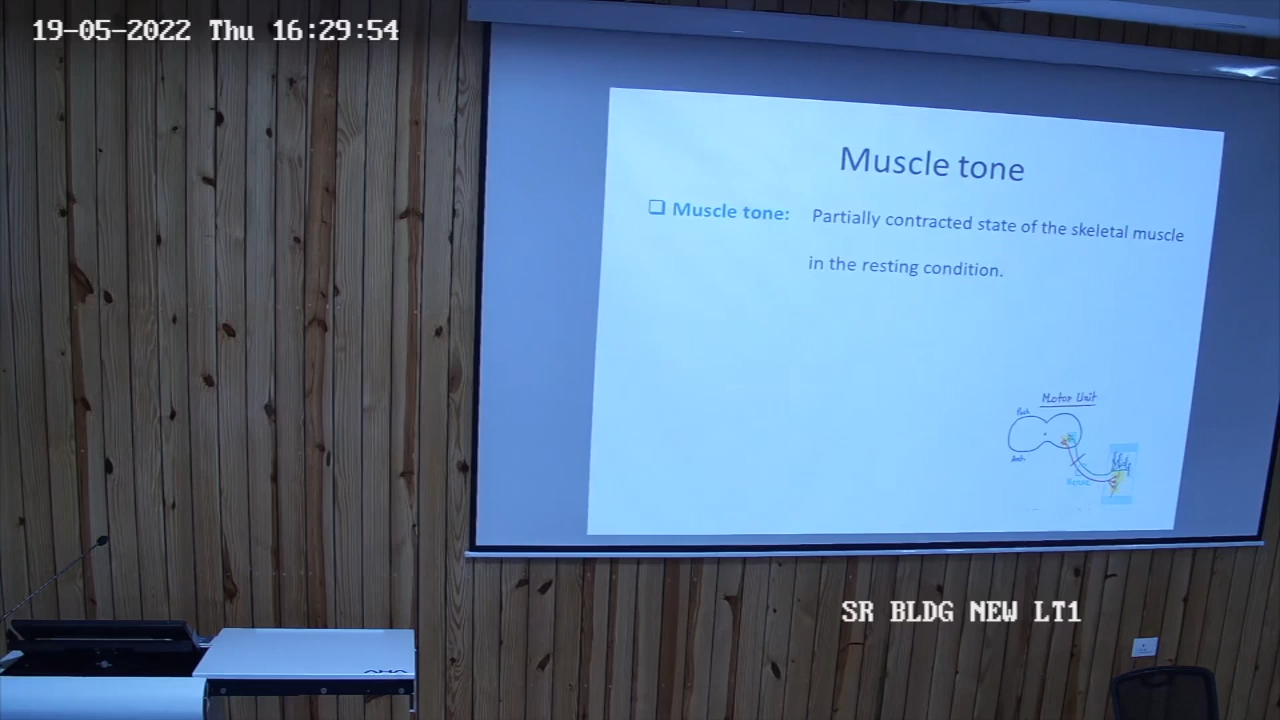 19-05-2022 Thu 16:29:54
Muscle tone
❑ Muscle tone: Partially contracted state of the skeletal muscle
in the resting condition.
Motor Unit
Nerve
SR BLDG NEW LT1